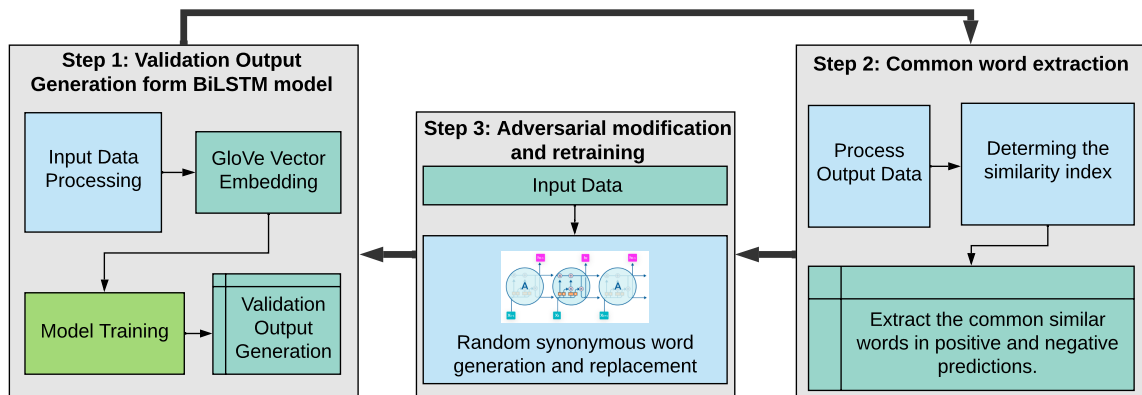 Step 1: Validation Output
Generation form BiLSTM model
Input Data
Processing
GloVe Vector
Embedding
Model Training
Validation
Output
Generation
Step 2: Common word extraction
Process
Output Data
Determing the
similarity index
Extract the common similar
words in positive and negative
predictions.
Step 3: Adversarial modification
and retraining
Input Data
A
A
Random synonymous word
generation and replacement